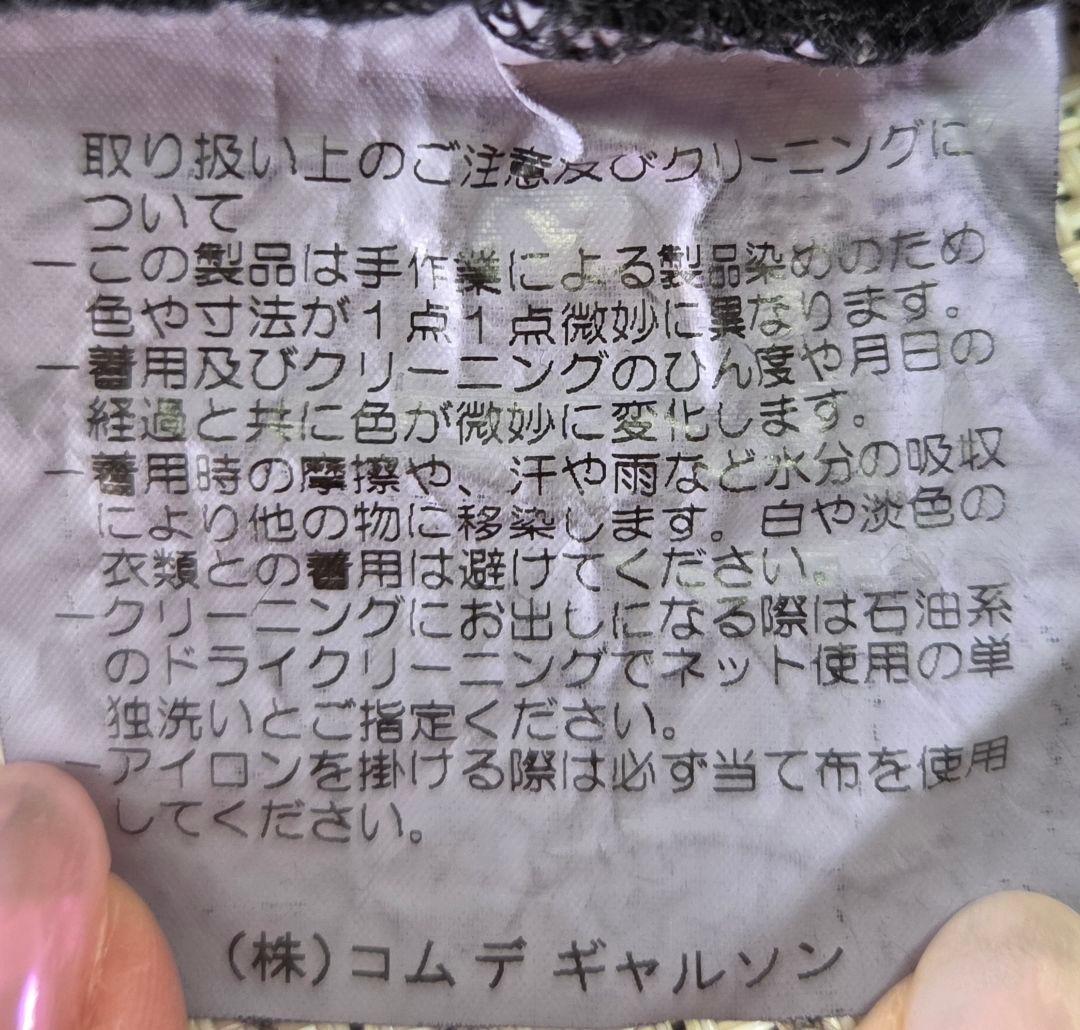 取り扱い上のご注意及びクリーニングに
ついて
ーこの製品は手作業による製品染めのため
色や寸法が1点1点微妙に異なります。
ー着用及びクリーニングのひん度や月日の
経過と共に色が微妙に変化します。
ー着用時の摩擦や、汗や雨など水分の吸収
により他の物に移染します。白や淡色の
衣類との着用は避けてください。
ークリーニングにお出しになる際は石油系
のドライクリーニングでネット使用の単
独洗いとご指定ください。
ーアイロンを掛ける際は必ず当て布を使用
してください。
(株)コム デ ギャルソン